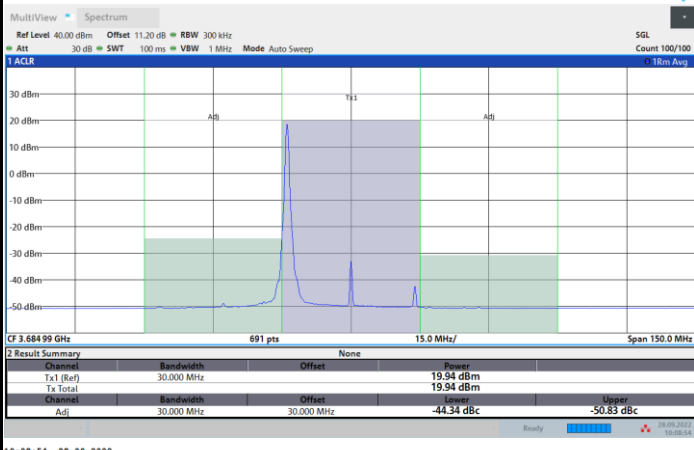 MultiView Spectrum
Ref Level 40.00 dBm Offset 11.20 dB RBW 300 kHz SGL
Att 30 dB SWT 100 ms VBW 1 MHz Mode Auto Sweep Count 100/100
1 ACLR 1Rm Avg
30 dBm
Tx1
20 dBm
Adj Adj
10 dBm
0 dBm
-10 dBm
-20 dBm
-30 dBm
-40 dBm
-50 dBm
CF 3.684 99 GHz 691 pts 15.0 MHz/ Span 150.0 MHz
2 Result Summary None
Channel Bandwidth Offset Power
Tx1 (Ref) 30.000 MHz 19.94 dBm
Tx Total 19.94 dBm
Channel Bandwidth Offset Lower Upper
Adj 30.000 MHz 30.000 MHz -44.34 dBc -50.83 dBc
Ready 28.09.2022
10:08:54